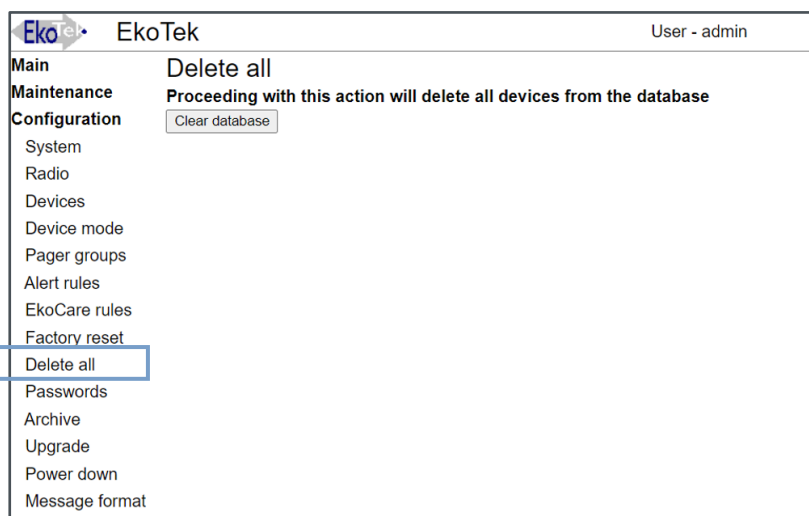 EkoTek EkoTek User - admin
Main
Maintenance
Configuration
System
Radio
Devices
Device mode
Pager groups
Alert rules
EkoCare rules
Factory reset
Delete all
Passwords
Archive
Upgrade
Power down
Message format
Delete all
Proceeding with this action will delete all devices from the database
Clear database